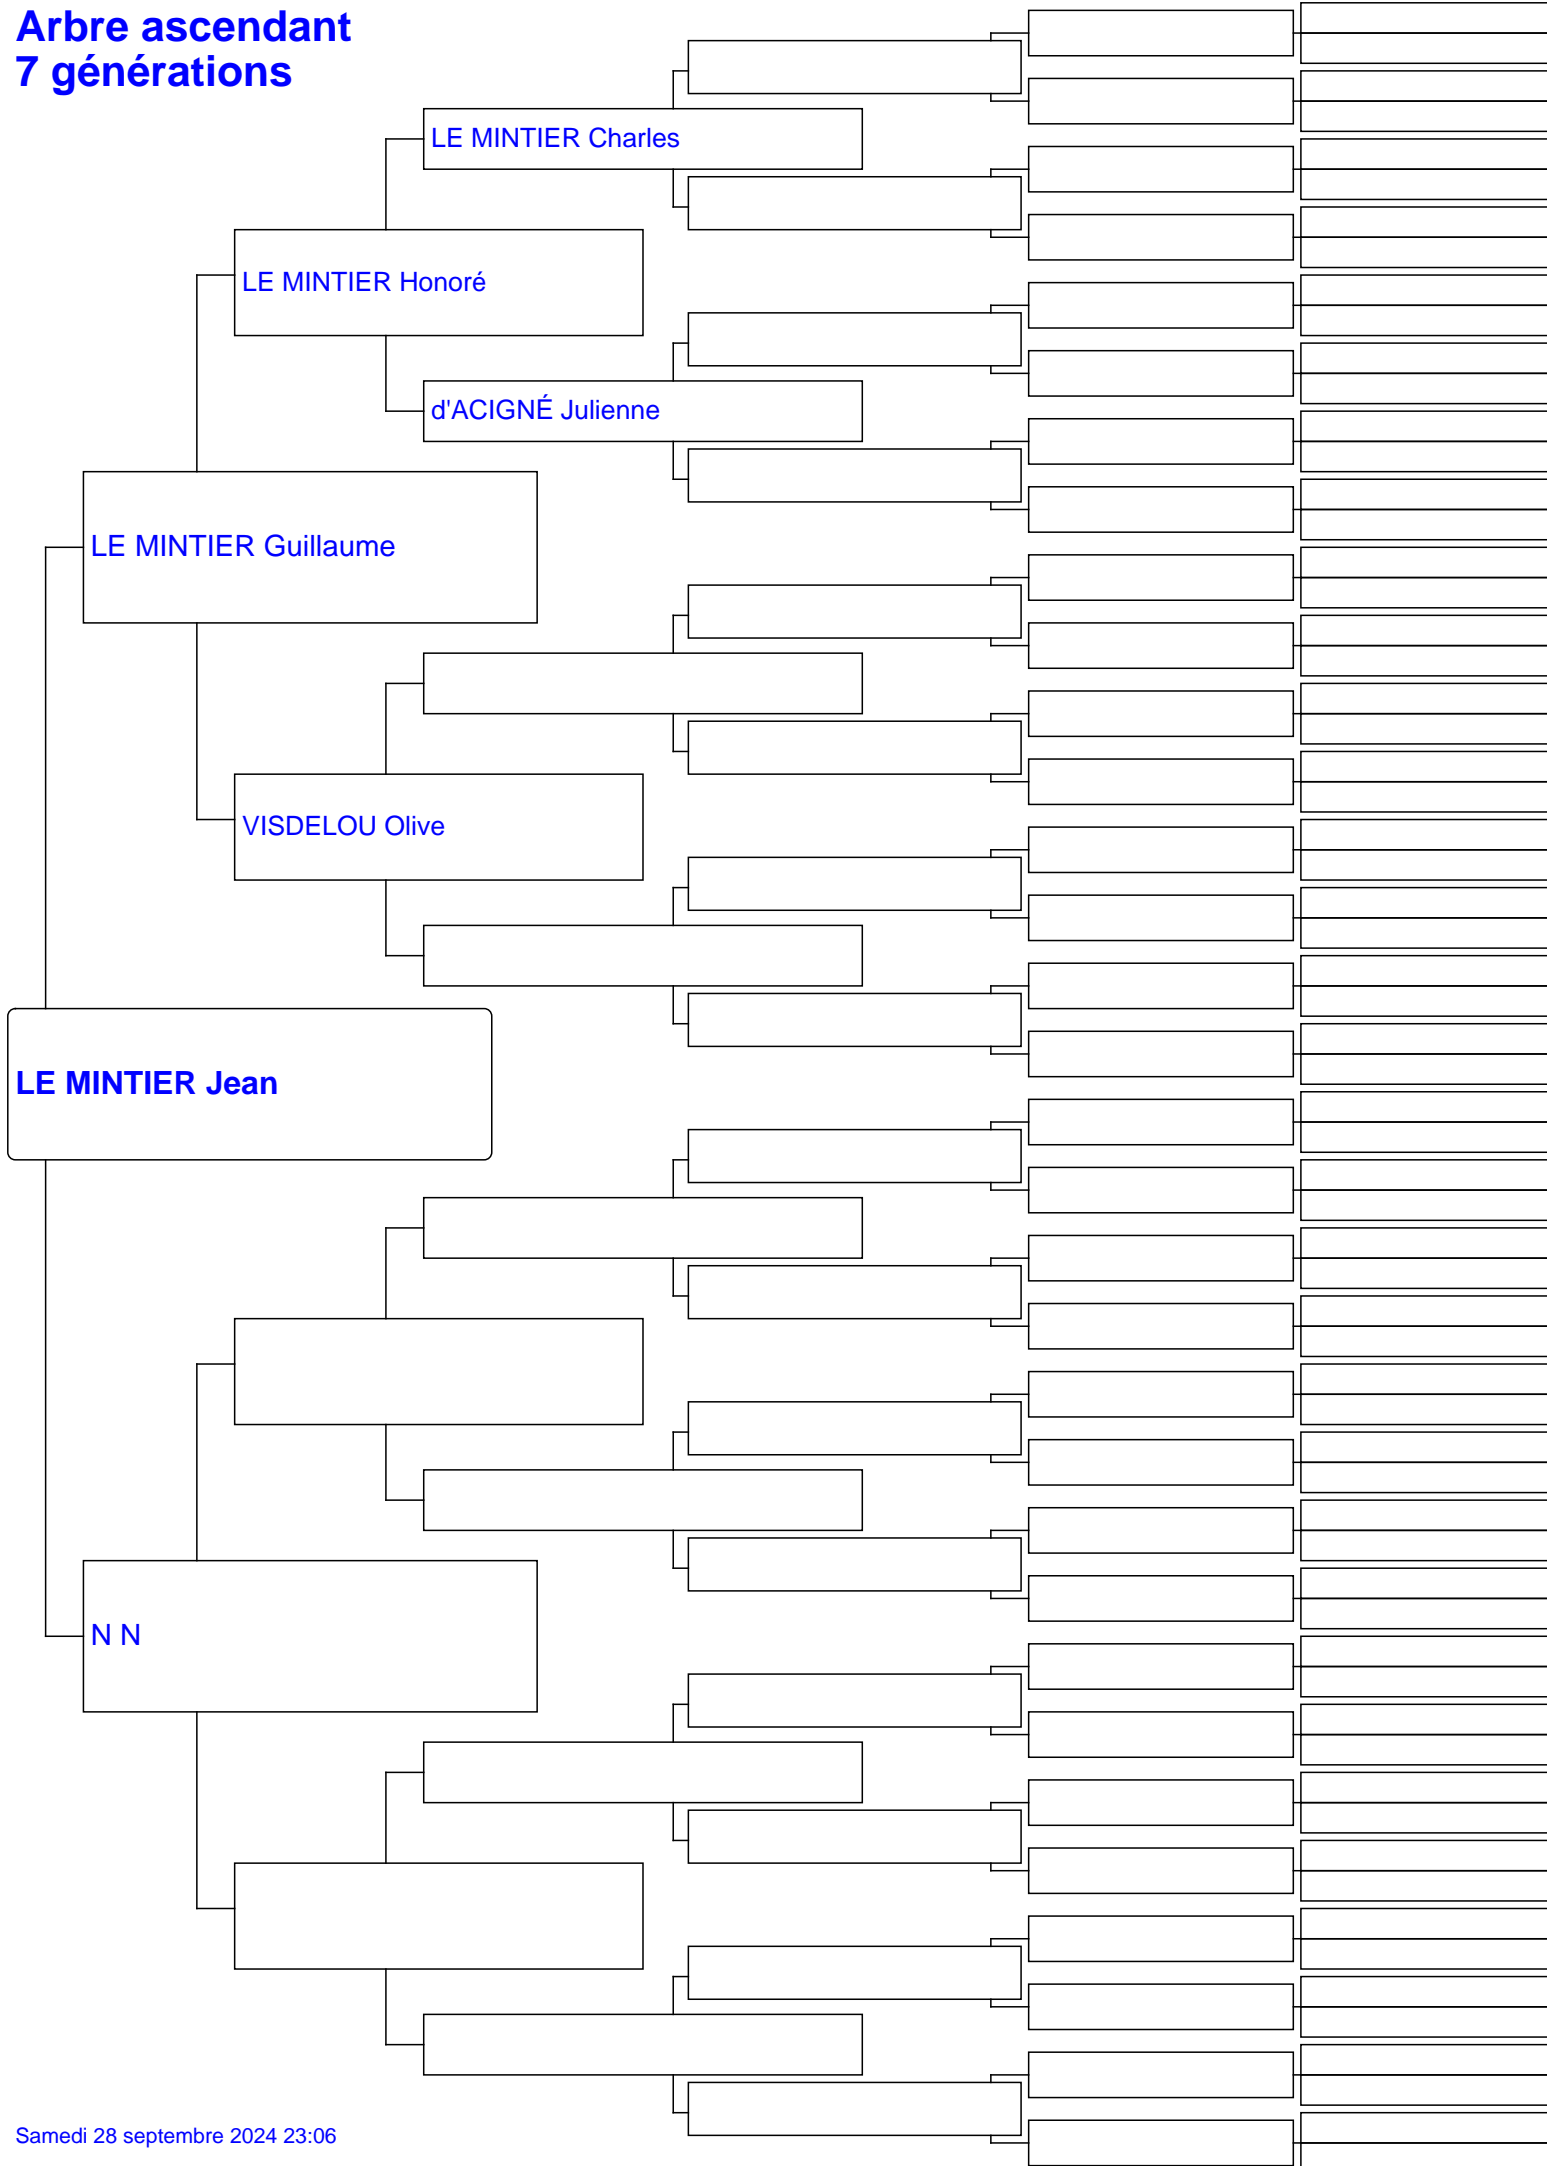 Arbre ascendant
7 générations
LE MINTIER Charles
LE MINTIER Honoré
d'ACIGNÉ Julienne
LE MINTIER Guillaume
VISDELOU Olive
LE MINTIER Jean
N N
Samedi 28 septembre 2024 23:06